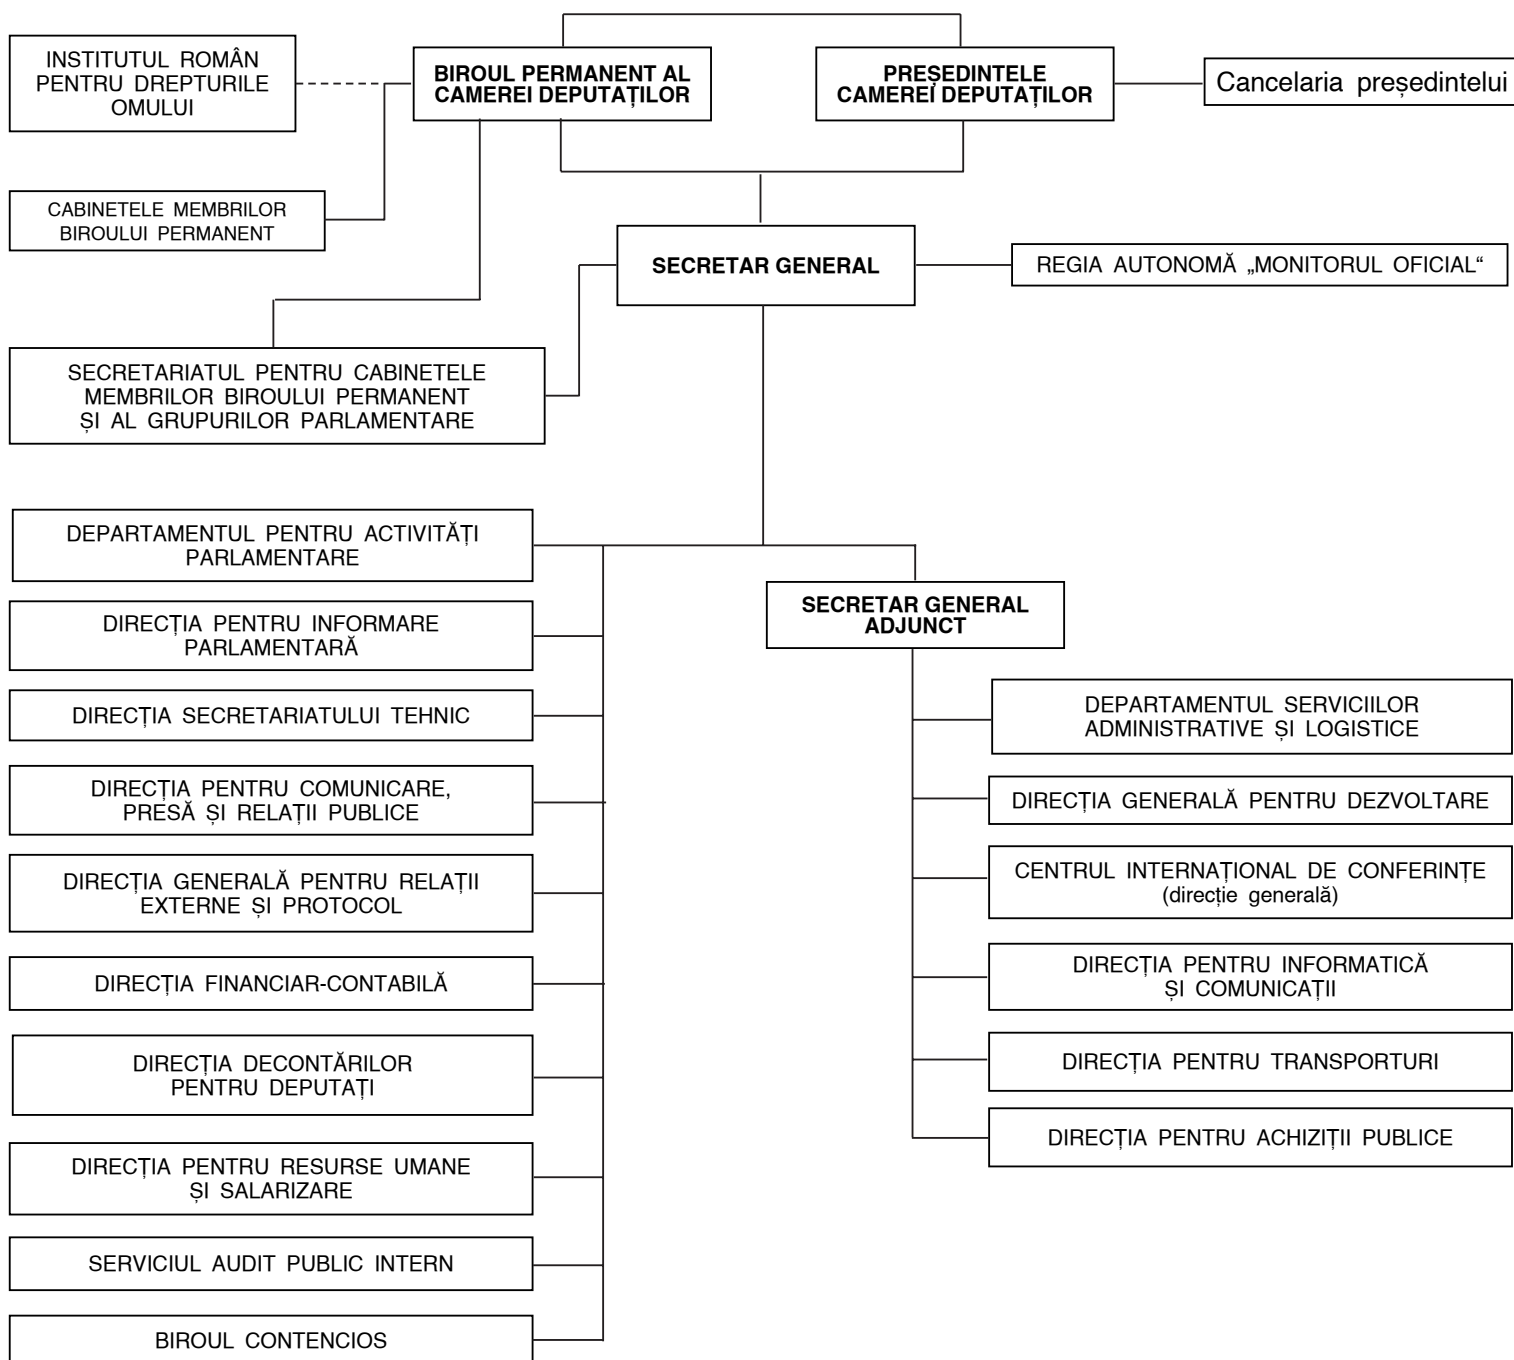 INSTITUTUL ROMÂN
PENTRU DREPTURILE
OMULUI
BIROUL PERMANENT AL
CAMEREI DEPUTAȚILOR
PREȘEDINTELE
CAMEREI DEPUTAȚILOR
Cancelaria președintelui
CABINETELE MEMBRILOR
BIROULUI PERMANENT
SECRETAR GENERAL
REGIA AUTONOMĂ „MONITORUL OFICIAL“
SECRETARIATUL PENTRU CABINETELE
MEMBRILOR BIROULUI PERMANENT
ȘI AL GRUPURILOR PARLAMENTARE
DEPARTAMENTUL PENTRU ACTIVITĂȚI
PARLAMENTARE
DIRECȚIA PENTRU INFORMARE
PARLAMENTARĂ
DIRECȚIA SECRETARIATULUI TEHNIC
DIRECȚIA PENTRU COMUNICARE,
PRESĂ ȘI RELAȚII PUBLICE
DIRECȚIA GENERALĂ PENTRU RELAȚII
EXTERNE ȘI PROTOCOL
DIRECȚIA FINANCIAR-CONTABILĂ
DIRECȚIA DECONTĂRILOR
PENTRU DEPUTAȚI
DIRECȚIA PENTRU RESURSE UMANE
ȘI SALARIZARE
SERVICIUL AUDIT PUBLIC INTERN
BIROUL CONTENCIOS
SECRETAR GENERAL
ADJUNCT
DEPARTAMENTUL SERVICIILOR
ADMINISTRATIVE ȘI LOGISTICE
DIRECȚIA GENERALĂ PENTRU DEZVOLTARE
CENTRUL INTERNAȚIONAL DE CONFERINȚE
(direcție generală)
DIRECȚIA PENTRU INFORMATICĂ
ȘI COMUNICAȚII
DIRECȚIA PENTRU TRANSPORTURI
DIRECȚIA PENTRU ACHIZIȚII PUBLICE